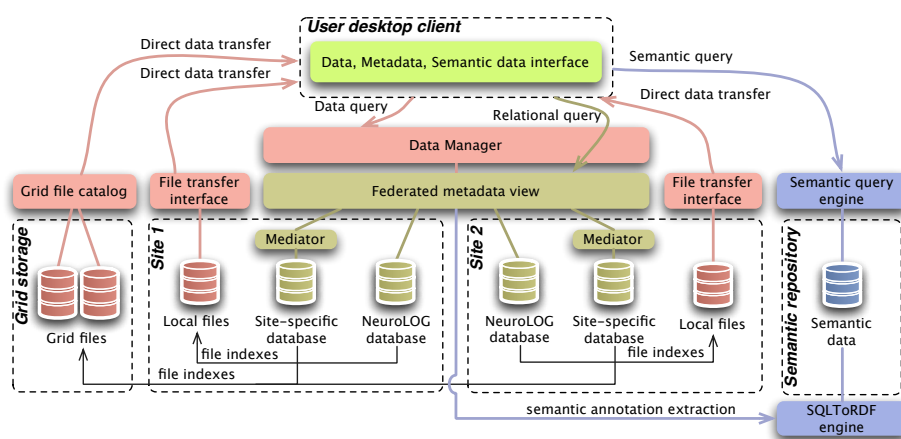 User desktop client
Direct data transfer
Data, Metadata, Semantic data interface
Semantic query
Direct data transfer
Data query
Relational query
Direct data transfer
Data Manager
Grid file catalog
File transfer
interface
Federated metadata view
File transfer
interface
Semantic query
engine
Grid storage
Site 1
Mediator
Site 2
Mediator
Semantic repository
Grid files
Local files
Site-specific
database
NeuroLOG
database
NeuroLOG
database
Site-specific
database
Local files
Semantic
data
file indexes
file indexes
file indexes
semantic annotation extraction
SQLToRDF
engine